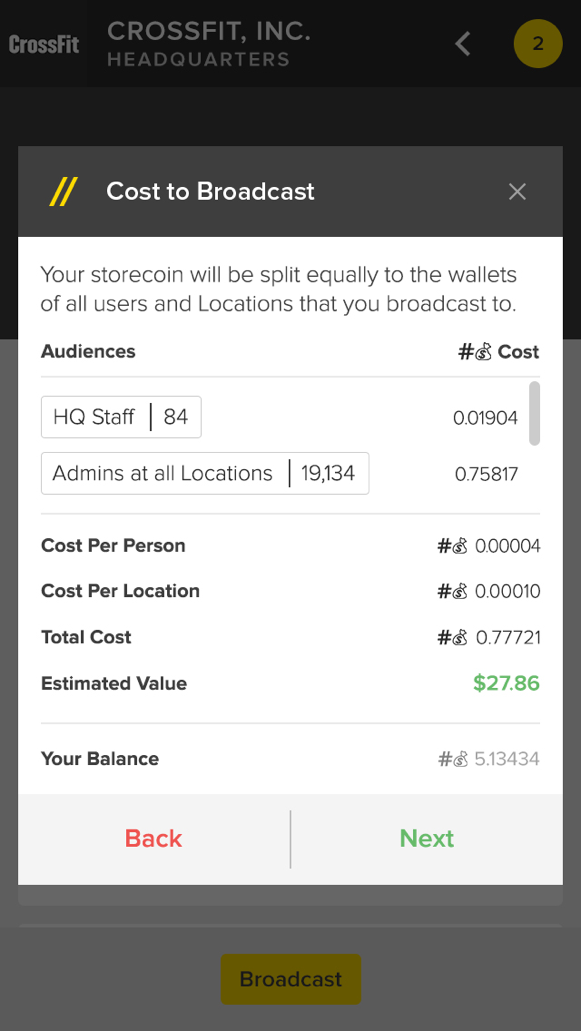 CrossFit
CROSSFIT, INC.
HEADQUARTERS
2
// Cost to Broadcast
Your storecoin will be split equally to the wallets
of all users and Locations that you broadcast to.
Audiences #💰 Cost
HQ Staff | 84 0.01904
Admins at all Locations | 19,134 0.75817
Cost Per Person #💰 0.00004
Cost Per Location #💰 0.00010
Total Cost #💰 0.77721
Estimated Value $27.86
Your Balance #💰 5.13434
Back Next
Broadcast